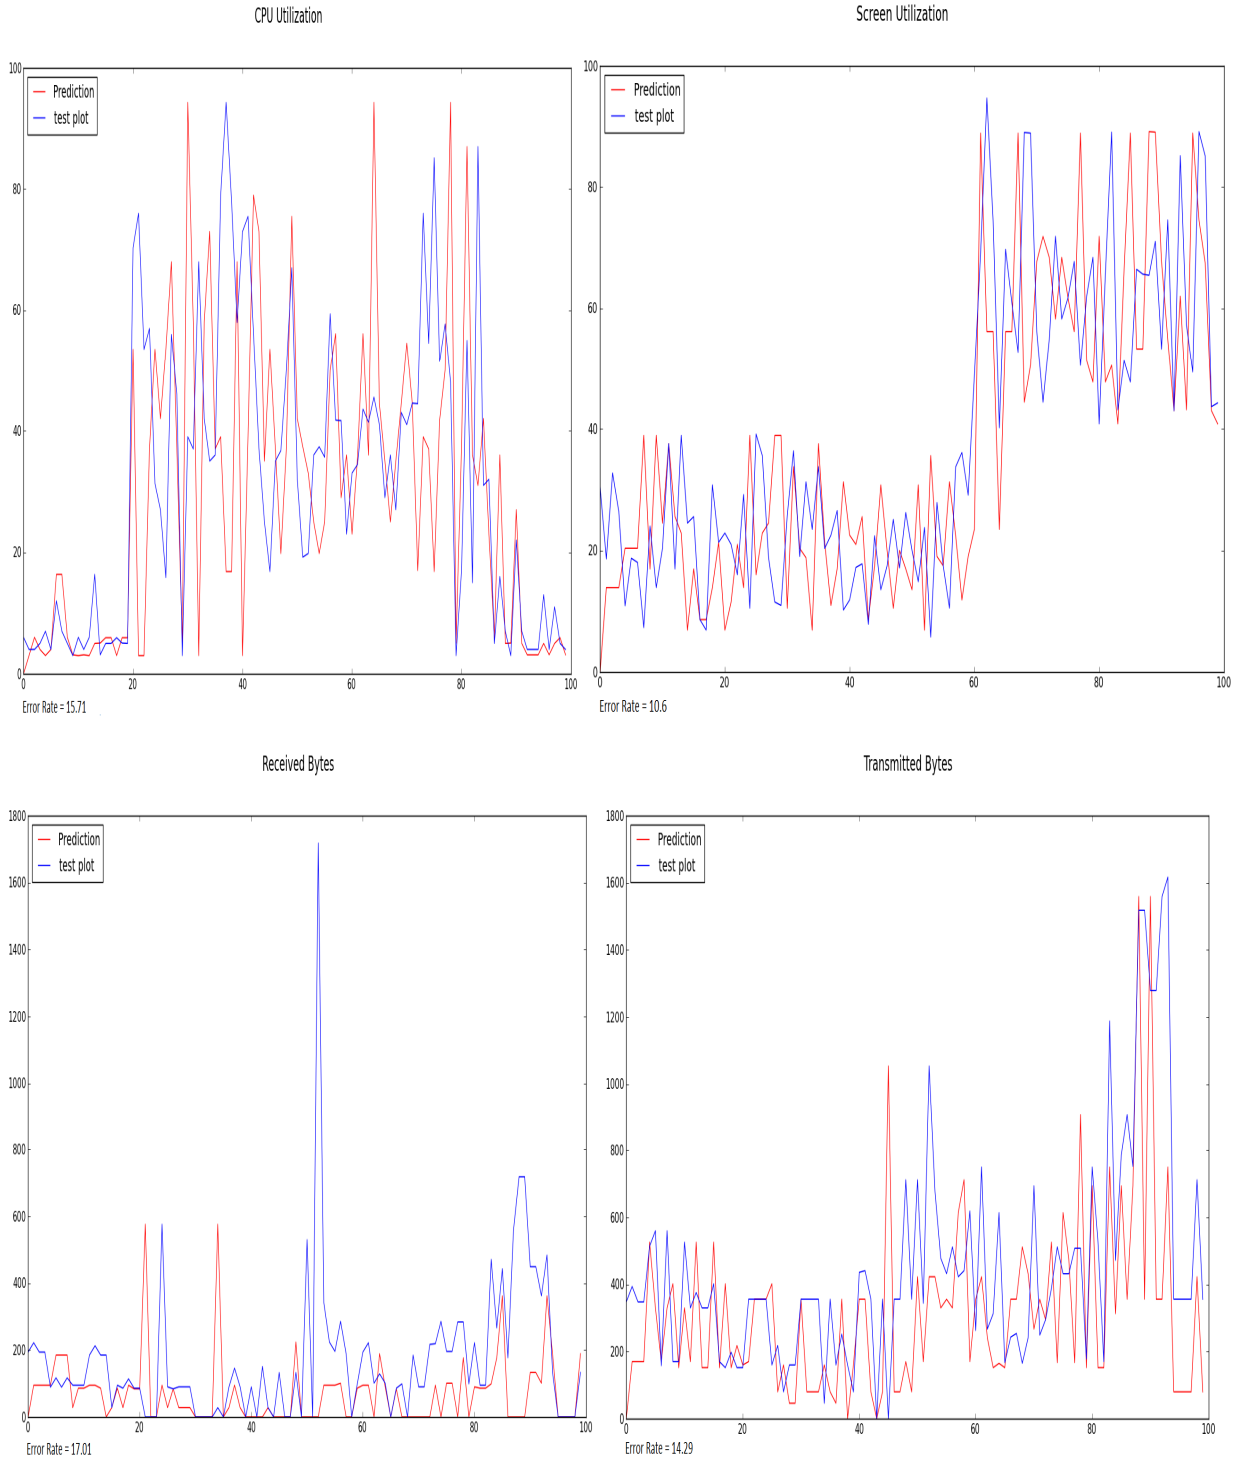 CPU Utilization
Prediction
test plot
100
80
60
40
20
0
0 20 40 60 80 100
Error Rate = 15.71
Screen Utilization
Prediction
test plot
100
80
60
40
20
0
0 20 40 60 80 100
Error Rate = 10.6
Received Bytes
Prediction
test plot
1800
1600
1400
1200
1000
800
600
400
200
0
0 20 40 60 80 100
Error Rate = 17.01
Transmitted Bytes
Prediction
test plot
1800
1600
1400
1200
1000
800
600
400
200
0
0 20 40 60 80 100
Error Rate = 14.29